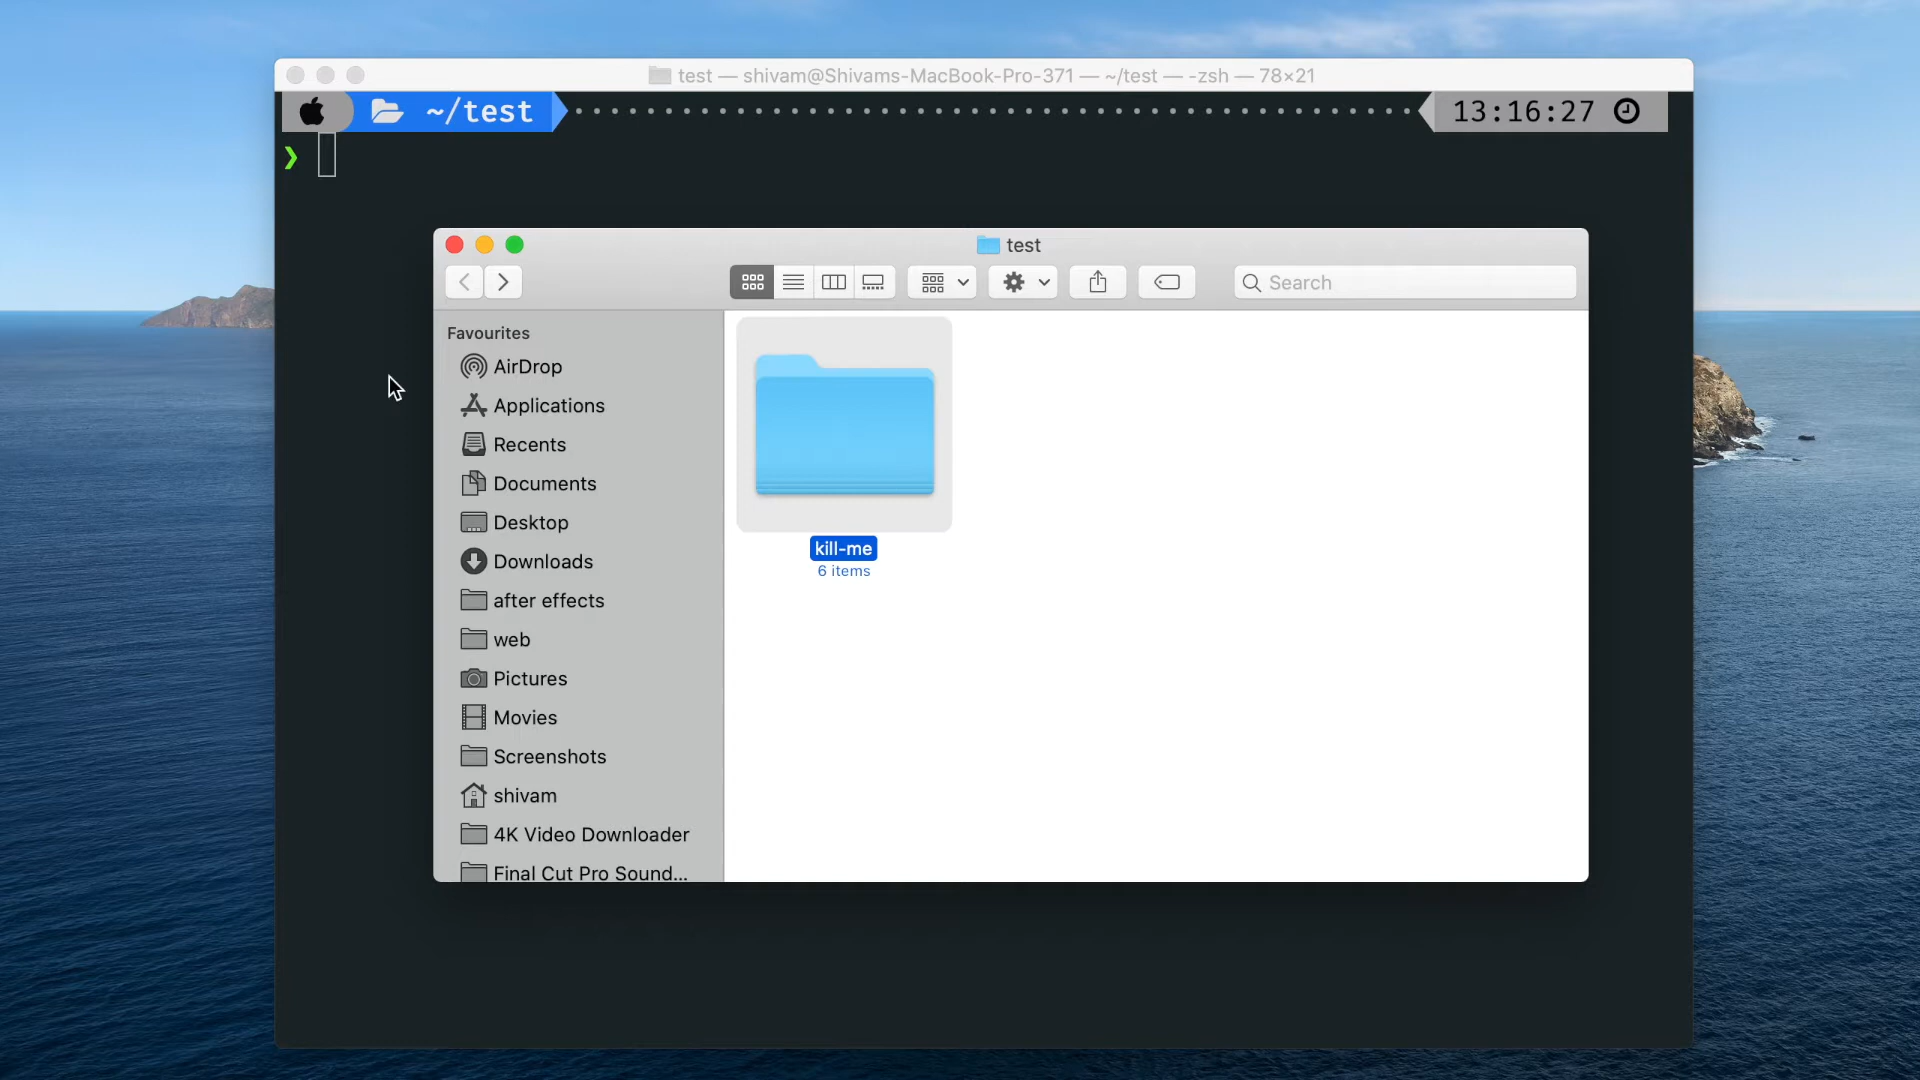 test — shivam@Shivams-MacBook-Pro-371 — ~/test — -zsh — 78×21
~/test 13:16:27
❯
test
Search
Favourites
AirDrop
Applications
Recents
Documents
Desktop
Downloads
after effects
web
Pictures
Movies
Screenshots
shivam
4K Video Downloader
Final Cut Pro Sound...
kill-me
6 items